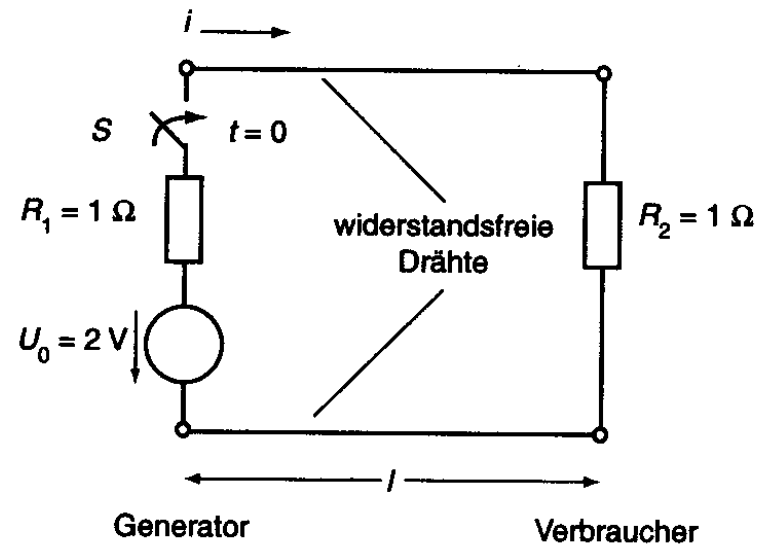 i
S
t = 0
R₁ = 1 Ω
widerstandsfreie
Drähte
R₂ = 1 Ω
U₀ = 2 V
l
Generator
Verbraucher